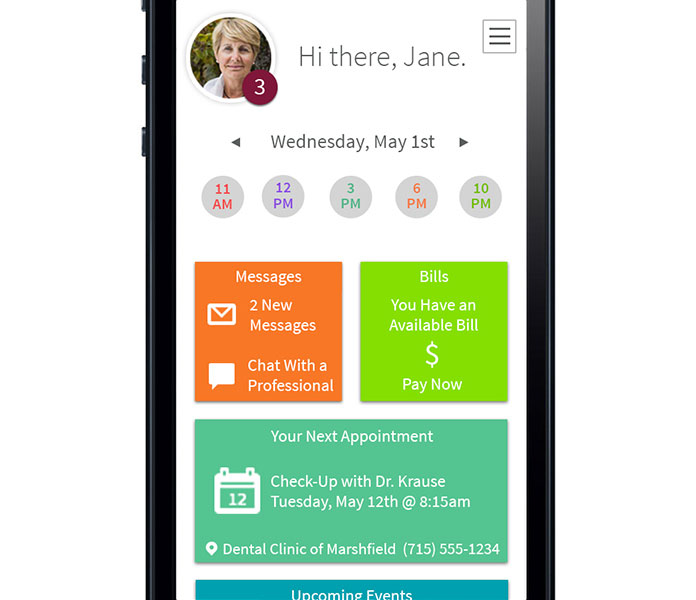 3
Hi there, Jane.
Wednesday, May 1st
11
AM
12
PM
3
PM
6
PM
10
PM
Messages
2 New
Messages
Chat With a
Professional
Bills
You Have an
Available Bill
$
Pay Now
Your Next Appointment
12
Check-Up with Dr. Krause
Tuesday, May 12th @ 8:15am
Dental Clinic of Marshfield (715) 555-1234
Upcoming Events